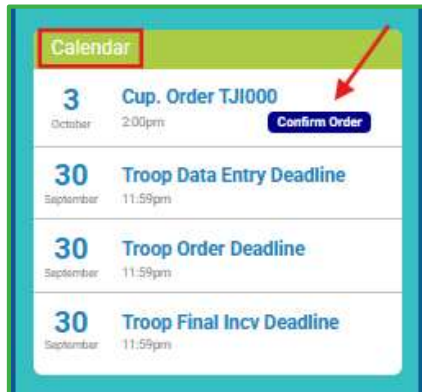 Calendar
3
October
Cup. Order TJI000
2:00pm
Confirm Order
30
September
Troop Data Entry Deadline
11:59pm
30
September
Troop Order Deadline
11:59pm
30
September
Troop Final Incv Deadline
11:59pm